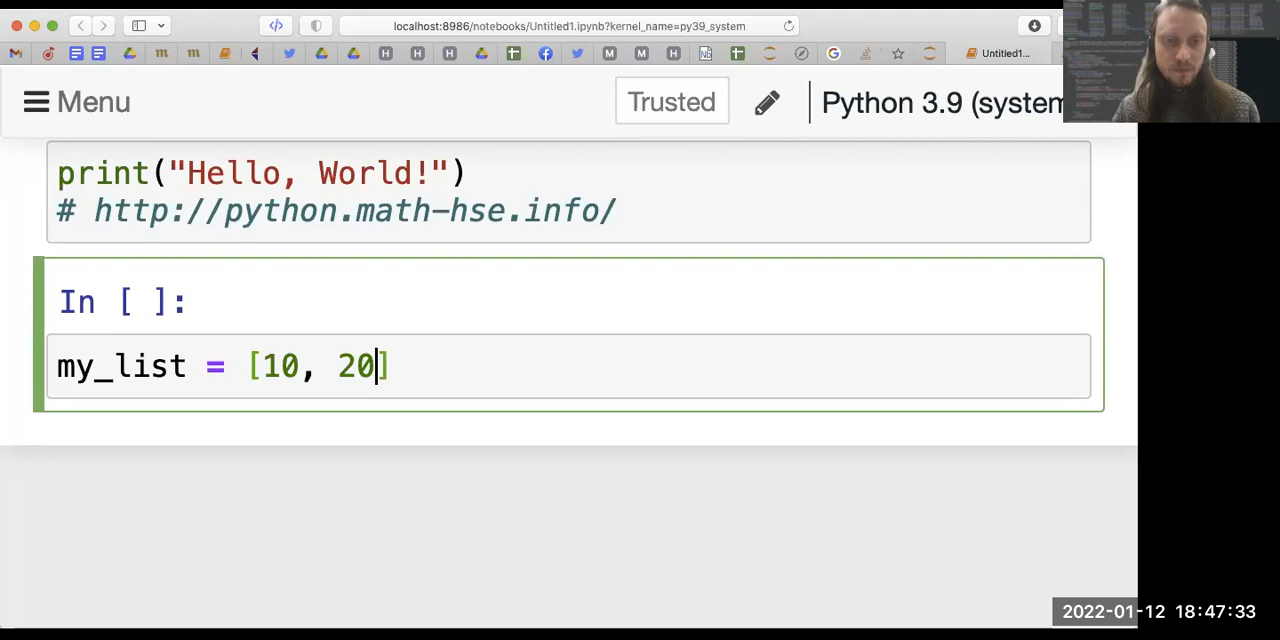 localhost:8986/notebooks/Untitled1.ipynb?kernel_name=py39_system
Untitled1...
Menu
Trusted
Python 3.9 (system
print("Hello, World!")
# http://python.math-hse.info/
In [ ]:
my_list = [10, 20]
2022-01-12 18:47:33